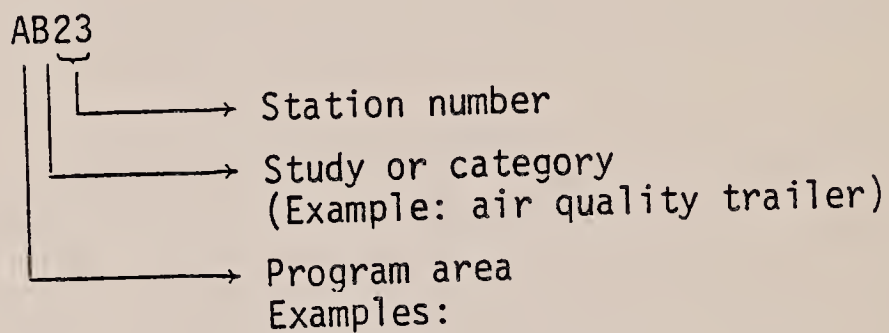 AB23
Station number
Study or category
(Example: air quality trailer)
Program area
Examples: